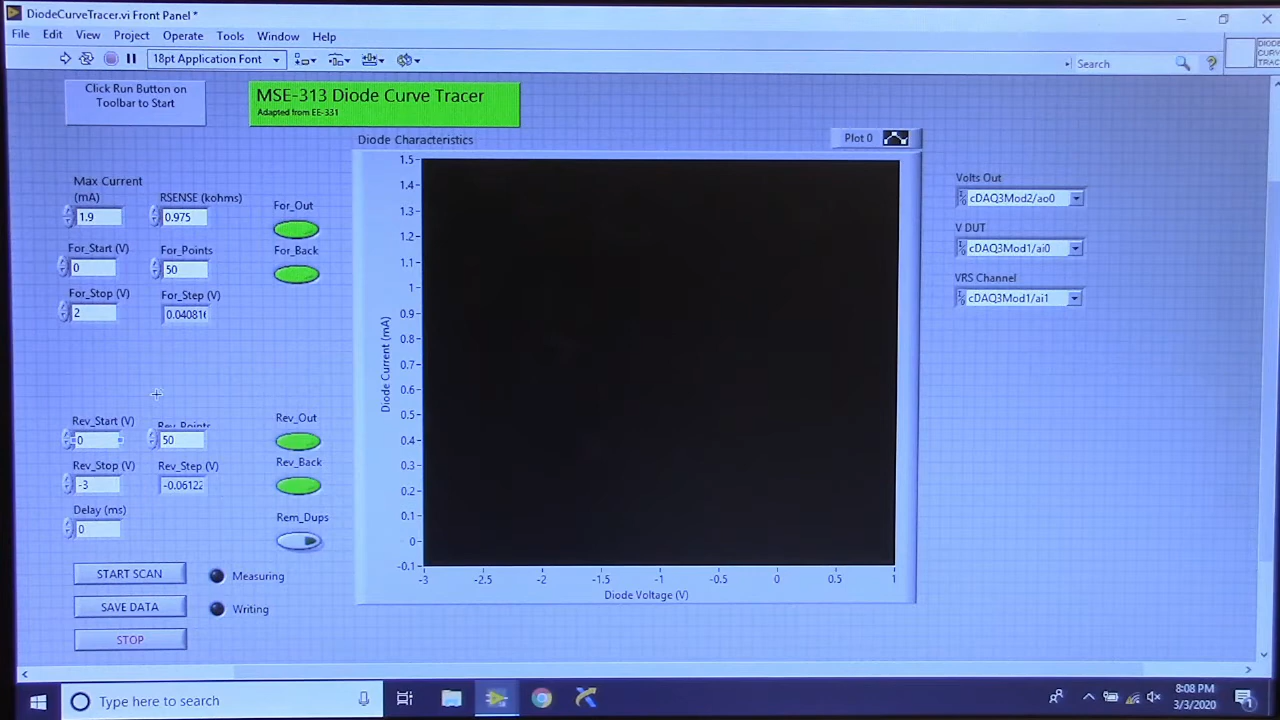 DiodeCurveTracer.vi Front Panel *
File Edit View Project Operate Tools Window Help
18pt Application Font
Search
DIODE
CURV
TRAC
Click Run Button on
Toolbar to Start
MSE-313 Diode Curve Tracer
Adapted from EE-331
Diode Characteristics
Plot 0
Max Current
(mA)
RSENSE (kohms)
1.9
0.975
For_Out
For_Start (V)
For_Points
For_Back
0
50
For_Stop (V)
For_Step (V)
2
0.040816
Rev_Start (V)
Rev_Points
Rev_Out
0
50
Rev_Stop (V)
Rev_Step (V)
Rev_Back
-3
-0.06122
Delay (ms)
Rem_Dups
0
START SCAN
Measuring
SAVE DATA
Writing
STOP
Diode Current (mA)
1.5
1.4
1.3
1.2
1.1
1
0.9
0.8
0.7
0.6
0.5
0.4
0.3
0.2
0.1
0
-0.1
-3 -2.5 -2 -1.5 -1 -0.5 0 0.5 1
Diode Voltage (V)
Volts Out
cDAQ3Mod2/ao0
V DUT
cDAQ3Mod1/ai0
VRS Channel
cDAQ3Mod1/ai1
Type here to search
8:08 PM
3/3/2020
1